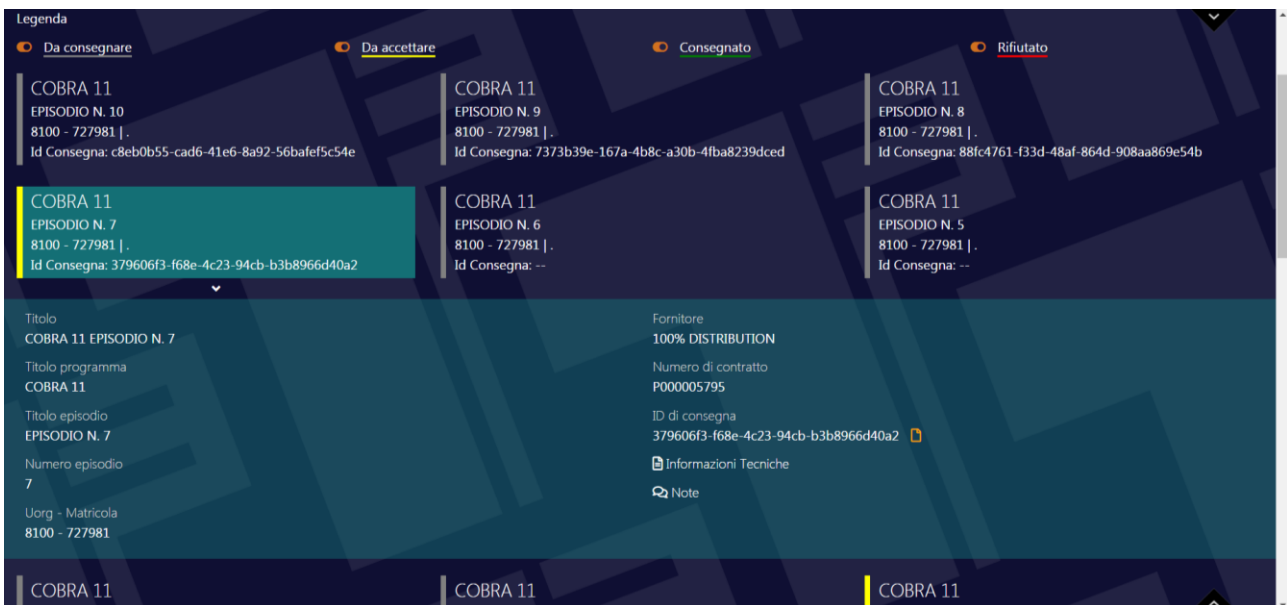 Legenda
Da consegnare
Da accettare
Consegnato
Rifiutato
COBRA 11
EPISODIO N. 10
8100 - 727981 | .
Id Consegna: c8eb0b55-cad6-41e6-8a92-56bafef5c54e
COBRA 11
EPISODIO N. 9
8100 - 727981 | .
Id Consegna: 7373b39e-167a-4b8c-a30b-4fba8239dced
COBRA 11
EPISODIO N. 8
8100 - 727981 | .
Id Consegna: 88fc4761-f33d-48af-864d-908aa869e54b
COBRA 11
EPISODIO N. 7
8100 - 727981 | .
Id Consegna: 379606f3-f68e-4c23-94cb-b3b8966d40a2
COBRA 11
EPISODIO N. 6
8100 - 727981 | .
Id Consegna: --
COBRA 11
EPISODIO N. 5
8100 - 727981 | .
Id Consegna: --
Titolo
COBRA 11 EPISODIO N. 7
Titolo programma
COBRA 11
Titolo episodio
EPISODIO N. 7
Numero episodio
7
Uorg - Matricola
8100 - 727981
Fornitore
100% DISTRIBUTION
Numero di contratto
P000005795
ID di consegna
379606f3-f68e-4c23-94cb-b3b8966d40a2
Informazioni Tecniche
Note
COBRA 11
COBRA 11
COBRA 11